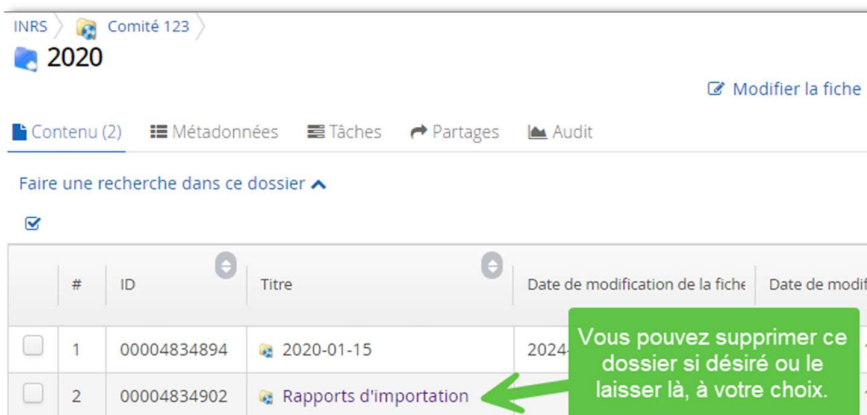 INRS Comité 123
2020
Modifier la fiche
Contenu (2) Métadonnées Tâches Partages Audit
Faire une recherche dans ce dossier
# ID Titre Date de modification de la fiche Date de
1 00004834894 2020-01-15 2024-
2 00004834902 Rapports d'importation
Vous pouvez supprimer ce
dossier si désiré ou le
laisser là, à votre choix.